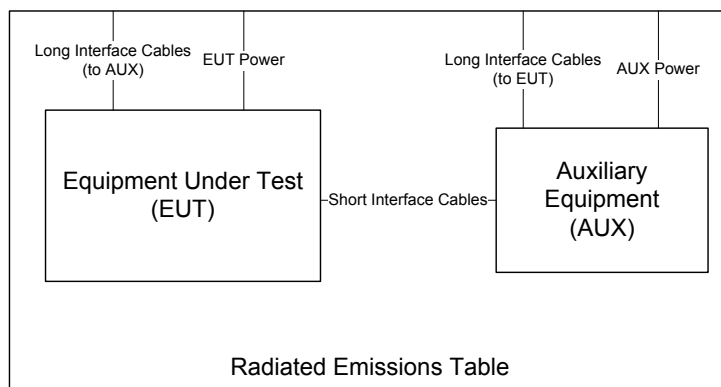 Long Interface Cables
(to AUX)
EUT Power
Long Interface Cables
(to EUT)
AUX Power
Equipment Under Test
(EUT)
Short Interface Cables
Auxiliary
Equipment
(AUX)
Radiated Emissions Table